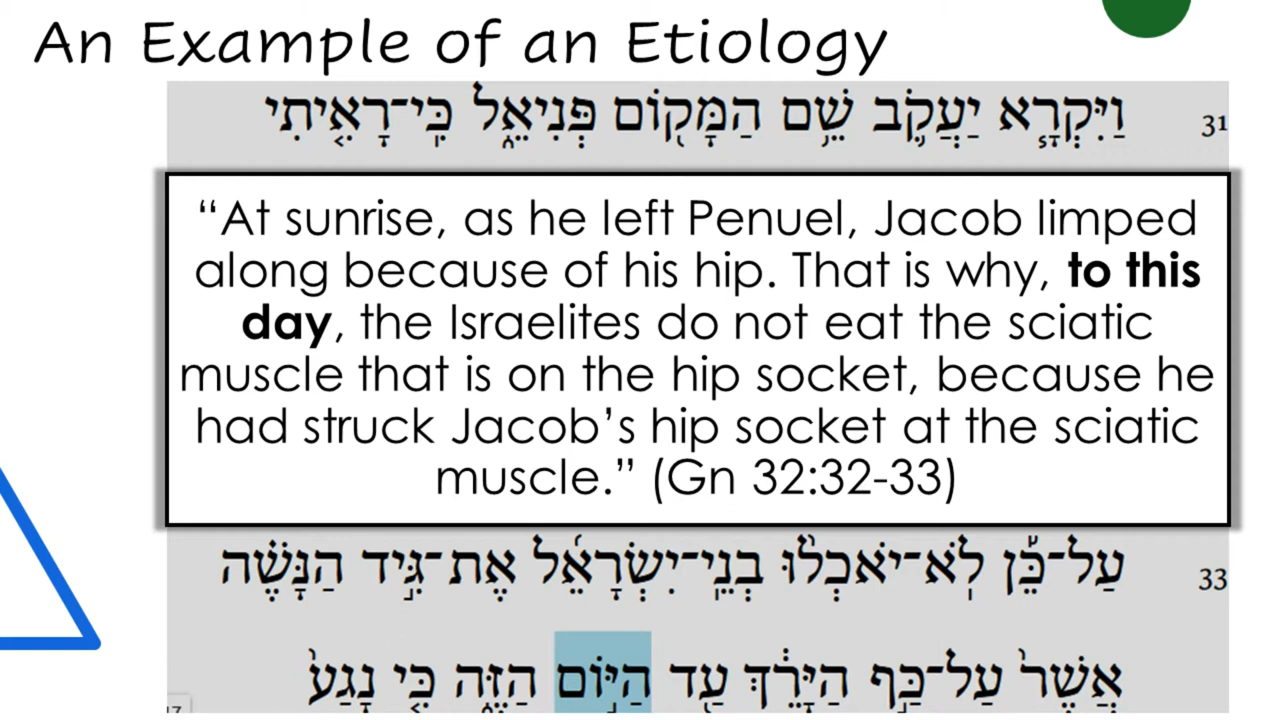 An Example of an Etiology
31 וַיִּקְרָ֧א יַעֲקֹ֛ב שֵׁ֥ם הַמָּק֖וֹם פְּנִיאֵ֑ל כִּֽי־רָאִ֤יתִי
“At sunrise, as he left Penuel, Jacob limped
along because of his hip. That is why, to this
day, the Israelites do not eat the sciatic
muscle that is on the hip socket, because he
had struck Jacob’s hip socket at the sciatic
muscle.” (Gn 32:32-33)
33 עַל־כֵּ֡ן לֹֽא־יֹאכְל֨וּ בְנֵֽי־יִשְׂרָאֵ֜ל אֶת־גִּ֣יד הַנָּשֶׁ֗ה
אֲשֶׁר֙ עַל־כַּ֣ף הַיָּרֵ֔ךְ עַ֖ד הַיּ֣וֹם הַזֶּ֑ה כִּ֤י נָגַע֙